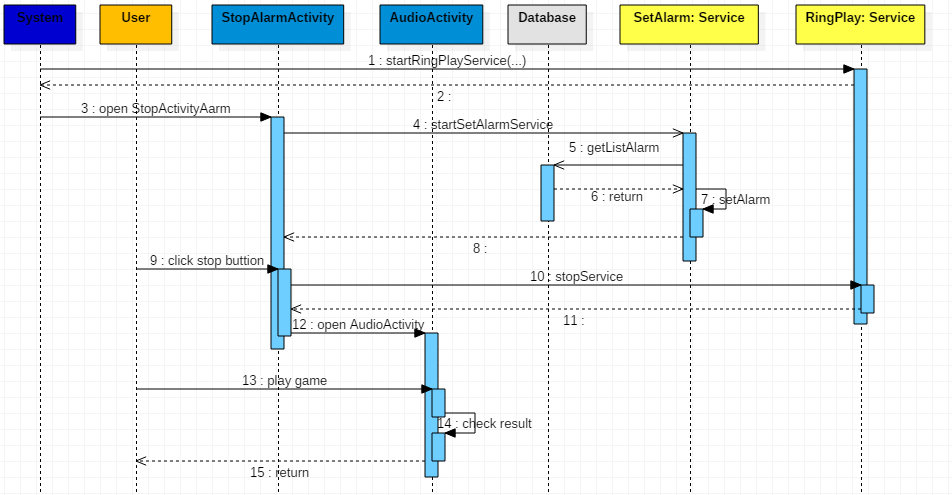 System
User
StopAlarmActivity
AudioActivity
Database
SetAlarm: Service
RingPlay: Service
1 : startRingPlayService(...)
2 :
3 : open StopActivityAarm
4 : startSetAlarmService
5 : getListAlarm
6 : return
7 : setAlarm
8 :
9 : click stop buttion
10 : stopService
11 :
12 : open AudioActivity
13 : play game
14 : check result
15 : return